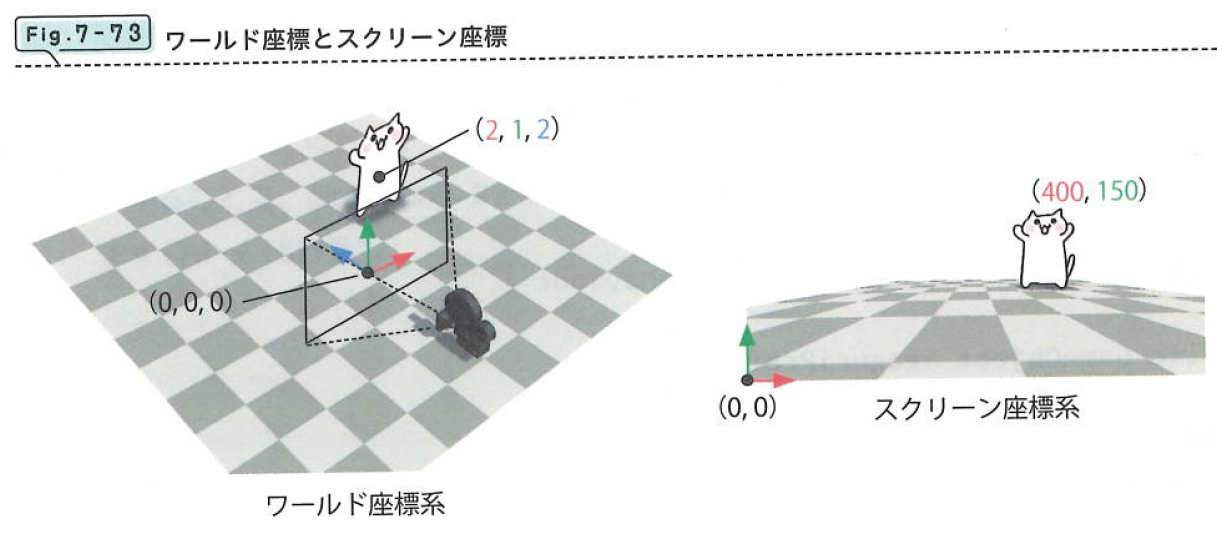 Fig.7-73 ワールド座標とスクリーン座標
(2, 1, 2)
(0, 0, 0)
ワールド座標系
(400, 150)
(0, 0)
スクリーン座標系